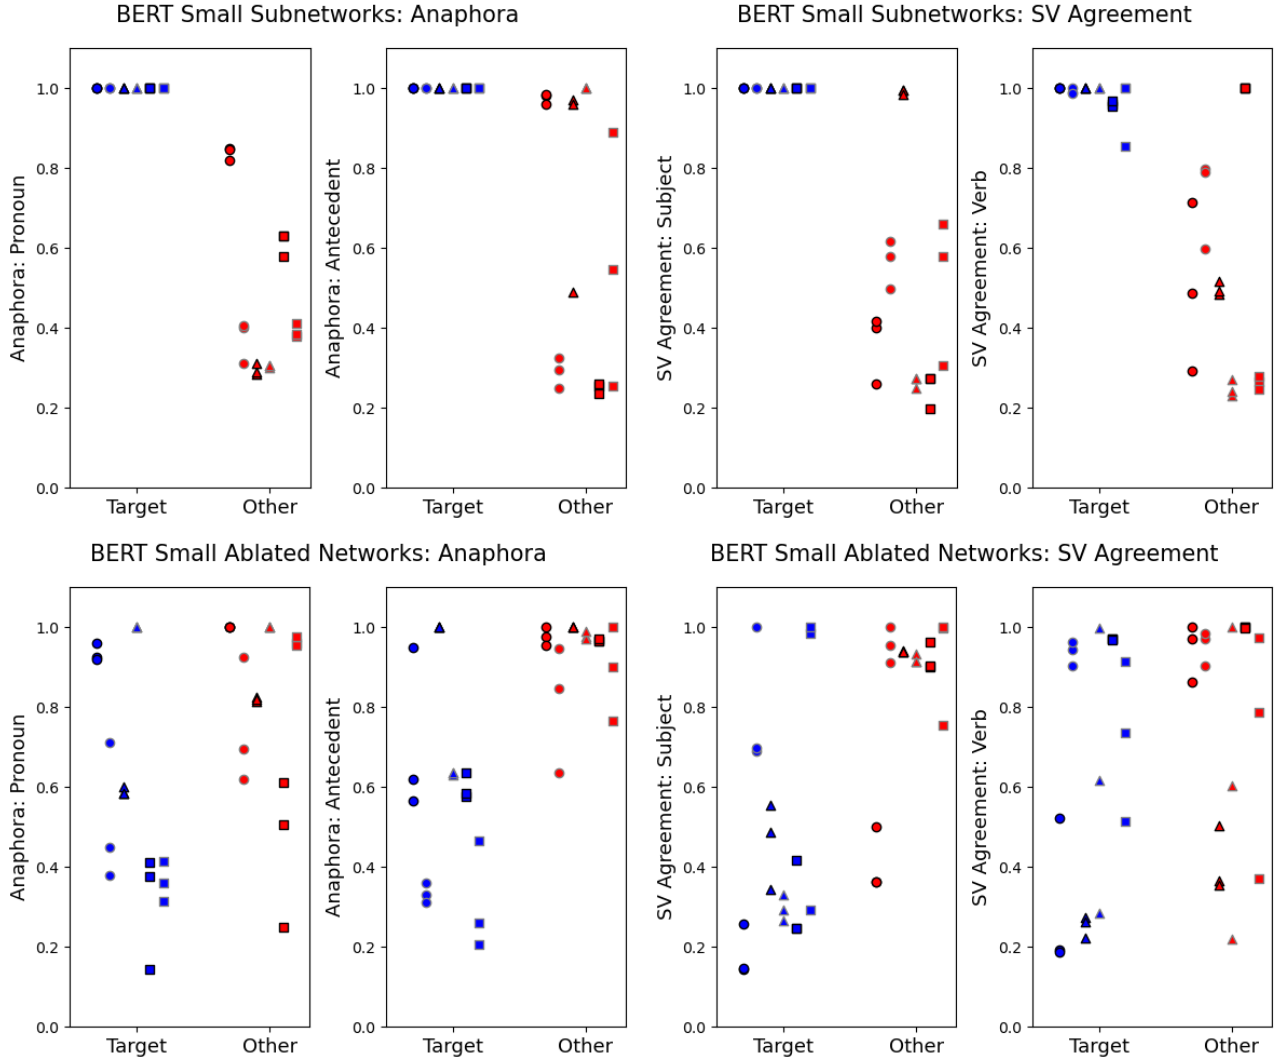 BERT Small Subnetworks: Anaphora
BERT Small Subnetworks: SV Agreement
Anaphora: Pronoun
1.0
0.8
0.6
0.4
0.2
0.0
Target Other
Anaphora: Antecedent
1.0
0.8
0.6
0.4
0.2
0.0
Target Other
SV Agreement: Subject
1.0
0.8
0.6
0.4
0.2
0.0
Target Other
SV Agreement: Verb
1.0
0.8
0.6
0.4
0.2
0.0
Target Other
BERT Small Ablated Networks: Anaphora
BERT Small Ablated Networks: SV Agreement
Anaphora: Pronoun
1.0
0.8
0.6
0.4
0.2
0.0
Target Other
Anaphora: Antecedent
1.0
0.8
0.6
0.4
0.2
0.0
Target Other
SV Agreement: Subject
1.0
0.8
0.6
0.4
0.2
0.0
Target Other
SV Agreement: Verb
1.0
0.8
0.6
0.4
0.2
0.0
Target Other